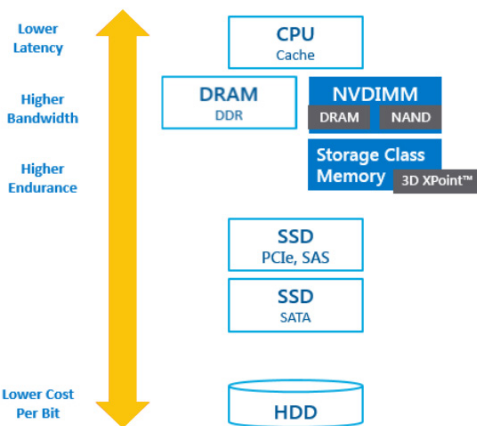 Lower
Latency
CPU
Cache
Higher
Bandwidth
DRAM
DDR
NVDIMM
DRAM NAND
Higher
Endurance
Storage Class
Memory
3D XPoint™
SSD
PCIe, SAS
SSD
SATA
Lower Cost
Per Bit
HDD